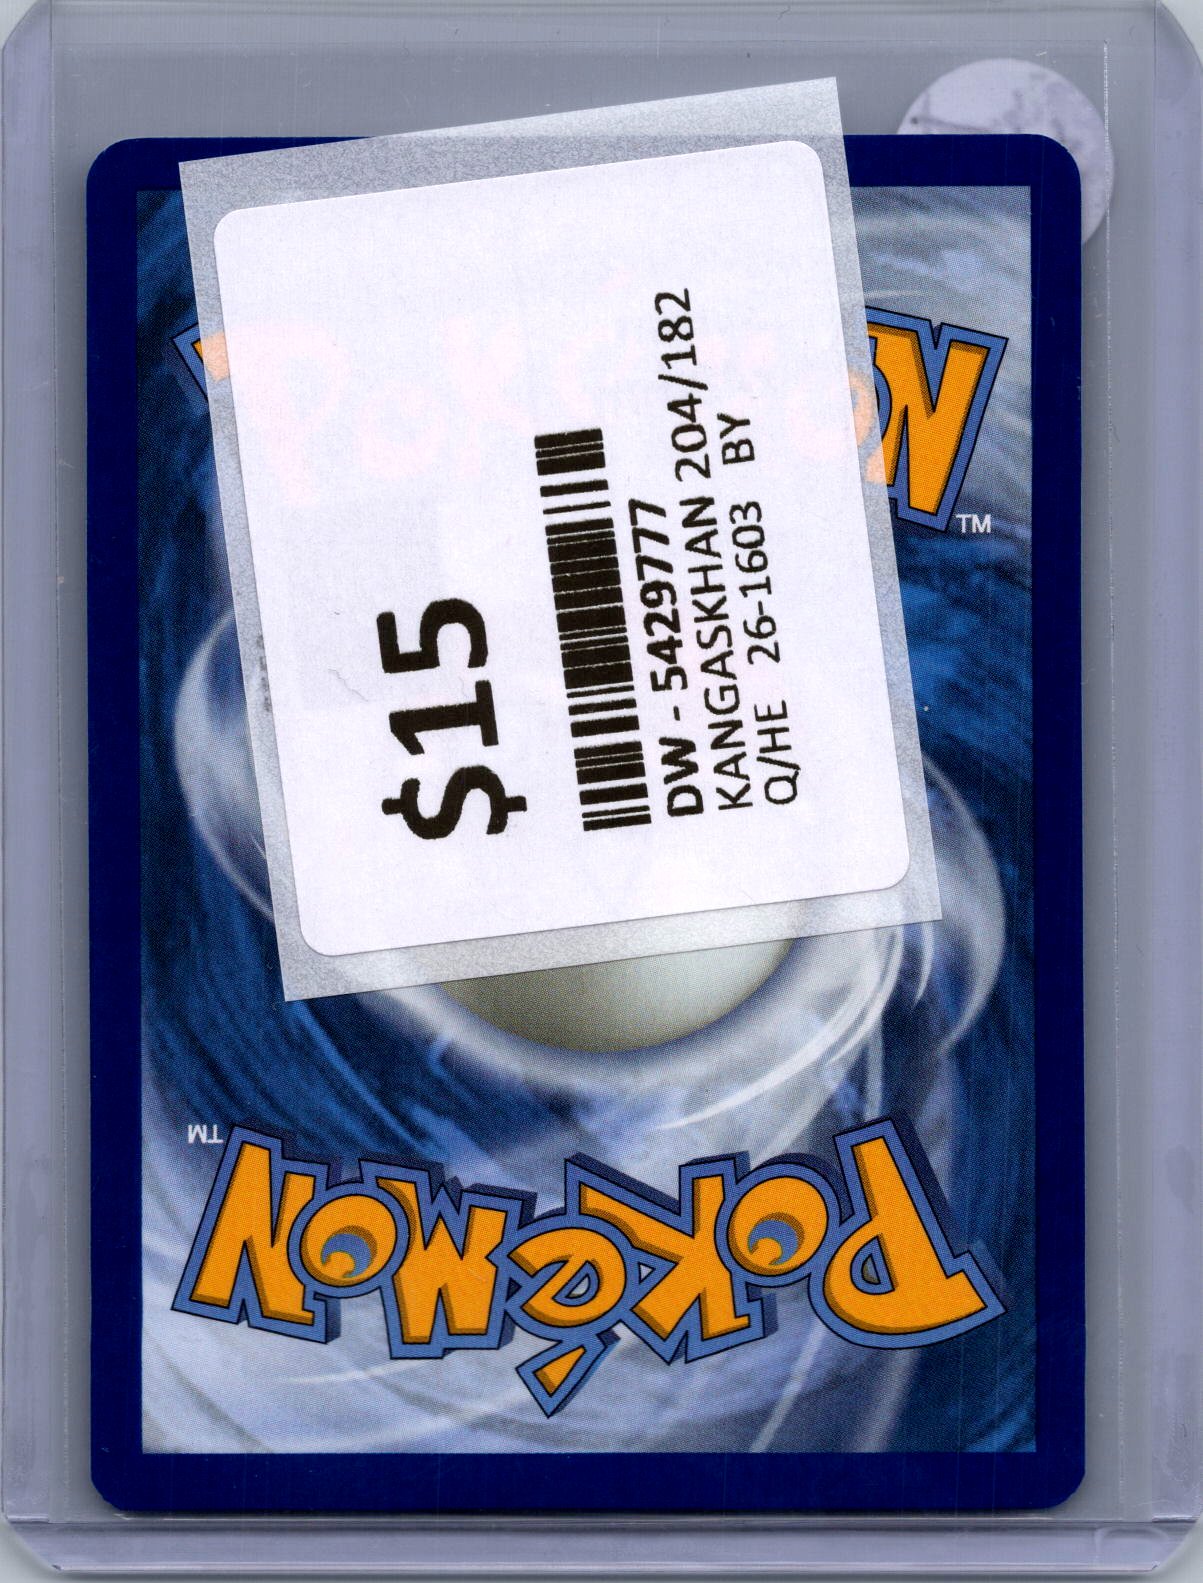 $15
DW - 5429777
KANGASKHAN 204/182
Q/HE 26-1603 BY
TM
POKéMON
TM